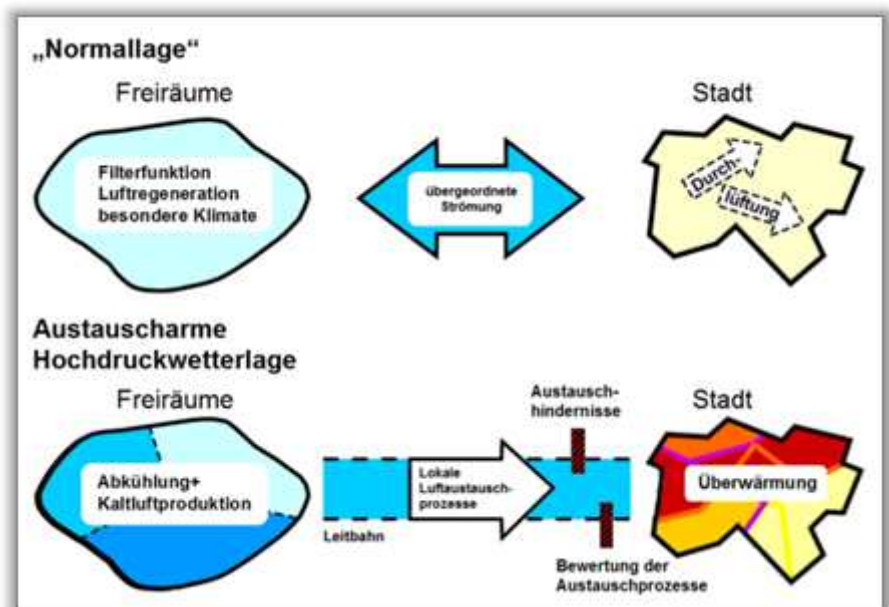 „Normallage“
Freiräume
Stadt
Filterfunktion
Luftregeneration
besondere Klimate
übergeordnete
Strömung
Durch-
lüftung
Austauscharme
Hochdruckwetterlage
Freiräume
Austausch-
hindernisse
Stadt
Abkühlung+
Kaltluftproduktion
Lokale
Luftaustausch-
prozesse
Überwärmung
Leitbahn
Bewertung der
Austauschprozesse